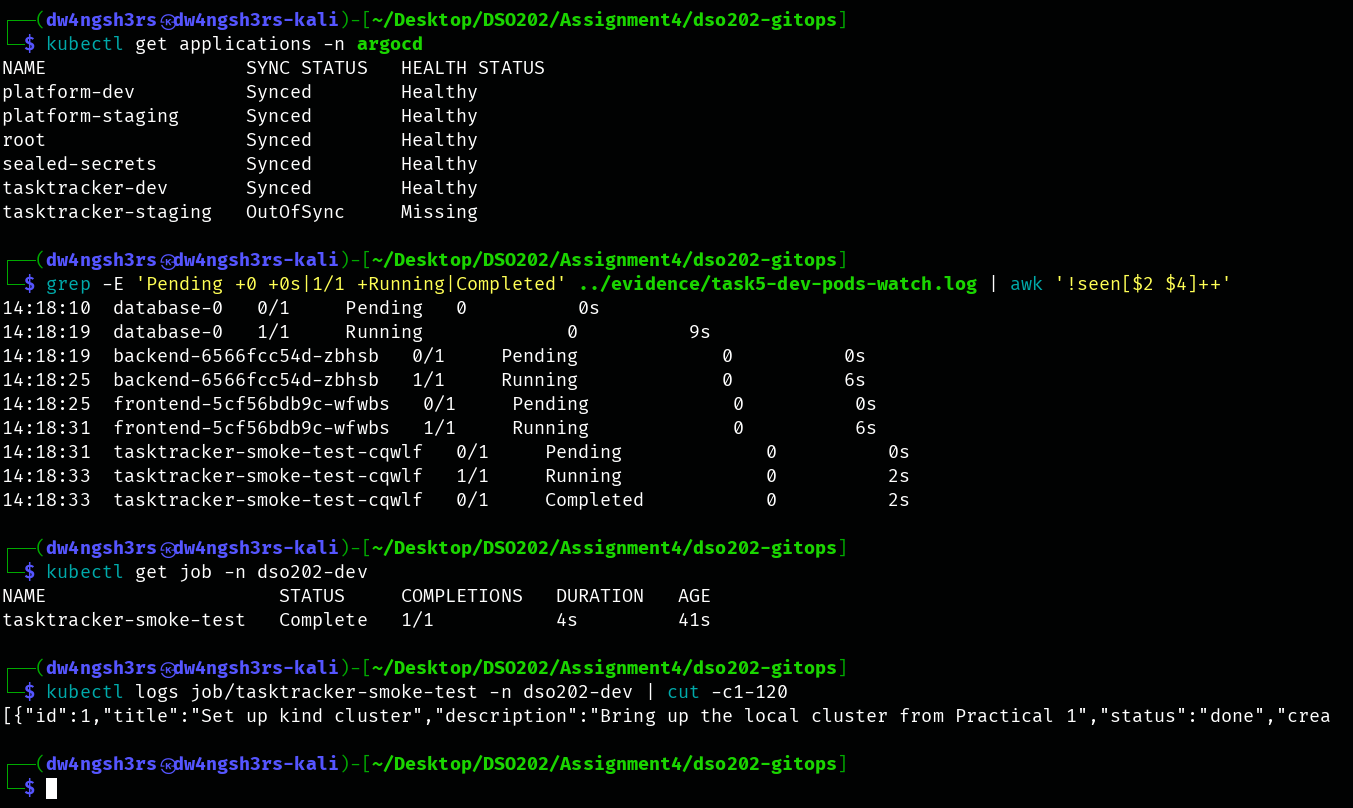 ┌──(dw4ngsh3rs㉿dw4ngsh3rs-kali)-[~/Desktop/DSO202/Assignment4/dso202-gitops]
└─$ kubectl get applications -n argocd
NAME                  SYNC STATUS   HEALTH STATUS
platform-dev          Synced        Healthy
platform-staging      Synced        Healthy
root                  Synced        Healthy
sealed-secrets        Synced        Healthy
tasktracker-dev       Synced        Healthy
tasktracker-staging   OutOfSync     Missing
┌──(dw4ngsh3rs㉿dw4ngsh3rs-kali)-[~/Desktop/DSO202/Assignment4/dso202-gitops]
└─$ grep -E 'Pending +0 +0s|1/1 +Running|Completed' ../evidence/task5-dev-pods-watch.log | awk '!seen[$2 $4]++'
14:18:10  database-0   0/1     Pending   0          0s
14:18:19  database-0   1/1     Running             0          9s
14:18:19  backend-6566fcc54d-zbhsb   0/1     Pending             0          0s
14:18:25  backend-6566fcc54d-zbhsb   1/1     Running             0          6s
14:18:25  frontend-5cf56bdb9c-wfwbs   0/1     Pending             0          0s
14:18:31  frontend-5cf56bdb9c-wfwbs   1/1     Running             0          6s
14:18:31  tasktracker-smoke-test-cqwlf   0/1     Pending             0          0s
14:18:33  tasktracker-smoke-test-cqwlf   1/1     Running             0          2s
14:18:33  tasktracker-smoke-test-cqwlf   0/1     Completed           0          2s
┌──(dw4ngsh3rs㉿dw4ngsh3rs-kali)-[~/Desktop/DSO202/Assignment4/dso202-gitops]
└─$ kubectl get job -n dso202-dev
NAME                     STATUS     COMPLETIONS   DURATION   AGE
tasktracker-smoke-test   Complete   1/1           4s         41s
┌──(dw4ngsh3rs㉿dw4ngsh3rs-kali)-[~/Desktop/DSO202/Assignment4/dso202-gitops]
└─$ kubectl logs job/tasktracker-smoke-test -n dso202-dev | cut -c1-120
[{"id":1,"title":"Set up kind cluster","description":"Bring up the local cluster from Practical 1","status":"done","crea
┌──(dw4ngsh3rs㉿dw4ngsh3rs-kali)-[~/Desktop/DSO202/Assignment4/dso202-gitops]
└─$